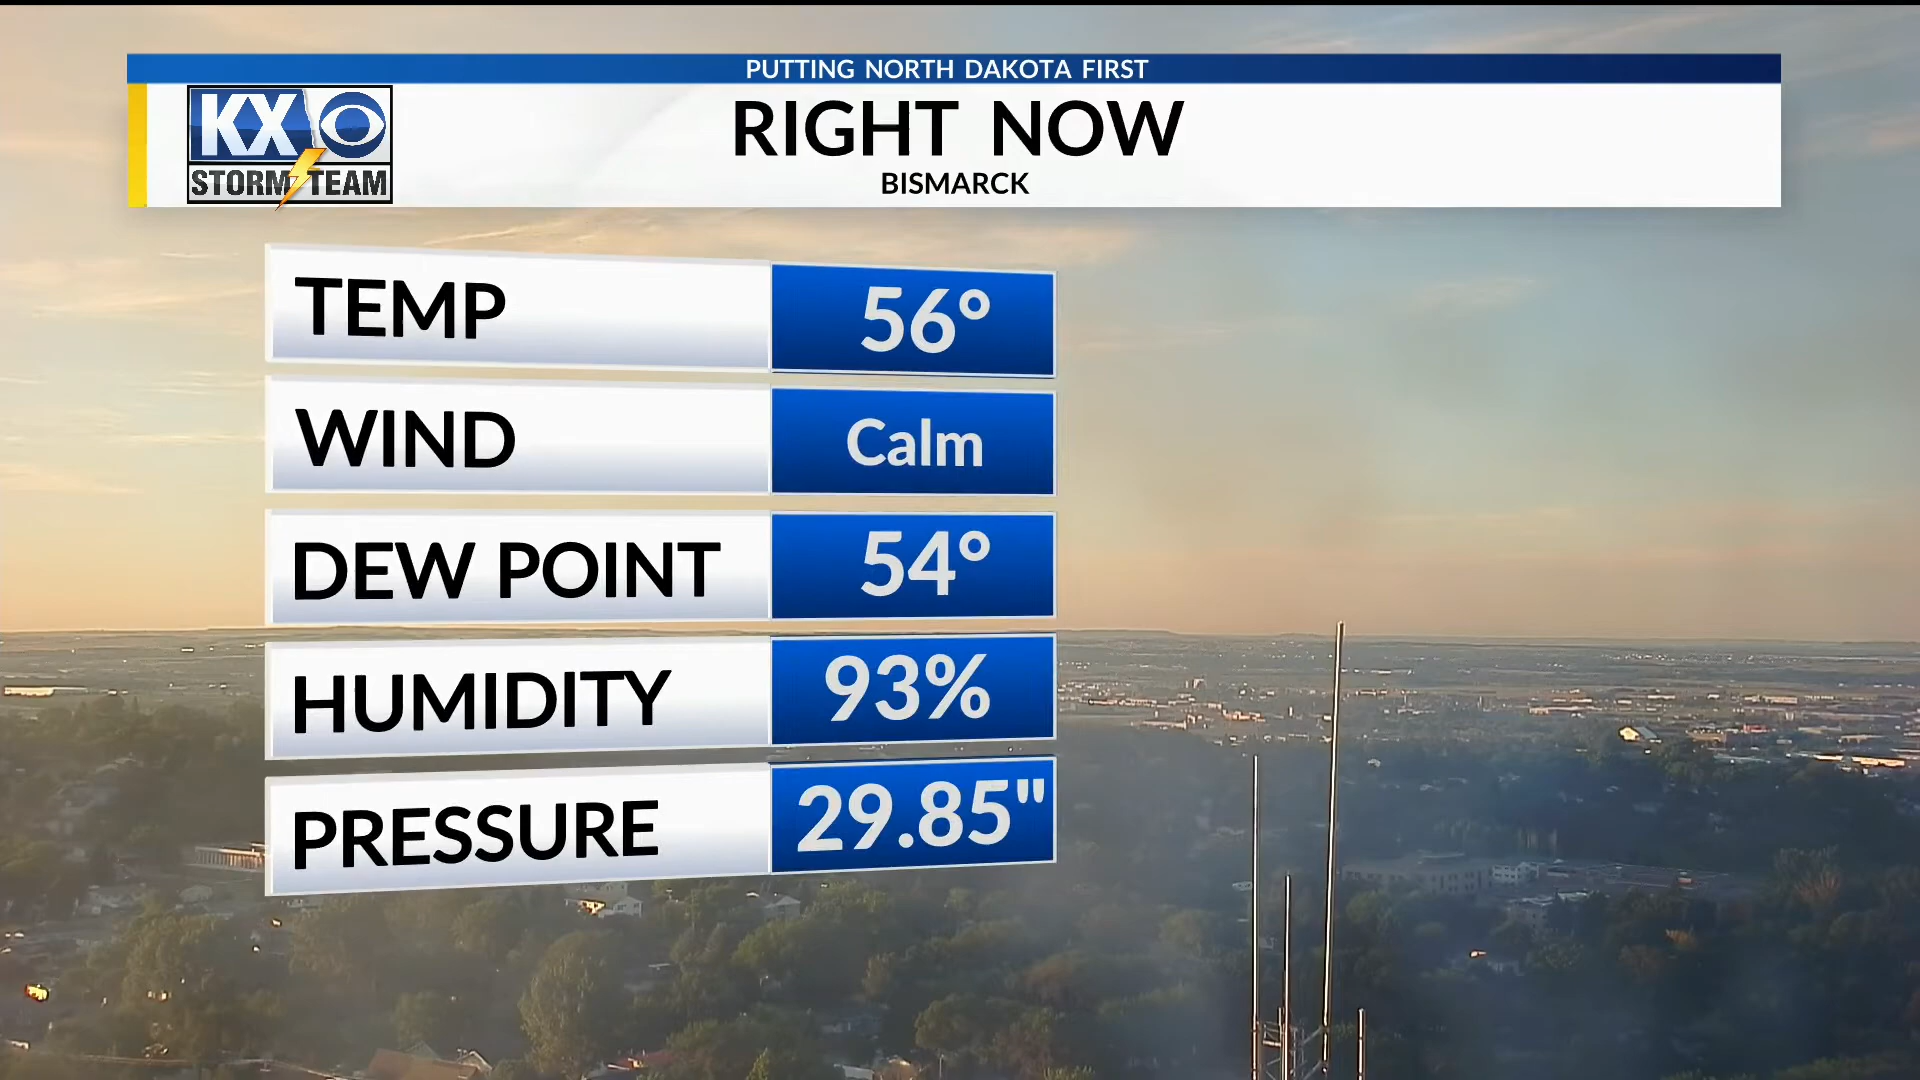 PUTTING NORTH DAKOTA FIRST
KX
STORM TEAM
RIGHT NOW
BISMARCK
TEMP 56°
WIND Calm
DEW POINT 54°
HUMIDITY 93%
PRESSURE 29.85"